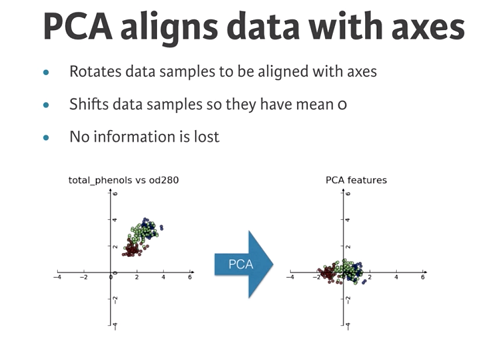 PCA aligns data with axes
• Rotates data samples to be aligned with axes
• Shifts data samples so they have mean 0
• No information is lost
total_phenols vs od280
6
4
2
0
−4 −2 2 4 6
−2
−4
PCA
PCA features
6
4
2
0
−4 −2 2 4 6
−2
−4